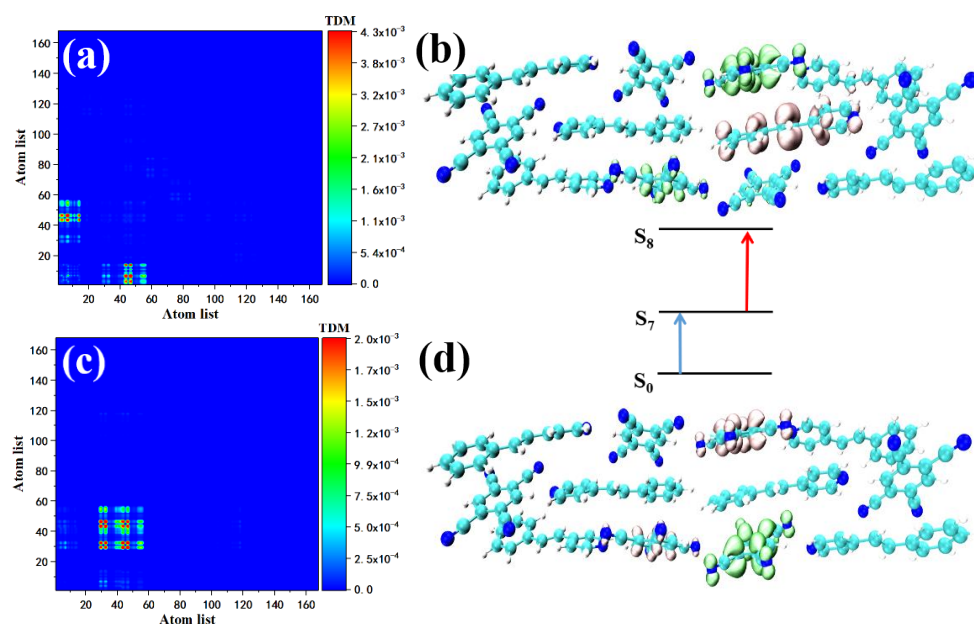 TDM
(a)
160
140
120
100
80
60
40
20
Atom list
20 40 60 80 100 120 140 160
Atom list
4.3x10⁻³
3.8x10⁻³
3.2x10⁻³
2.7x10⁻³
2.1x10⁻³
1.6x10⁻³
1.1x10⁻³
5.4x10⁻⁴
0.0
(b)
S₈
S₇
S₀
TDM
(c)
160
140
120
100
80
60
40
20
Atom list
20 40 60 80 100 120 140 160
Atom list
2.0x10⁻³
1.8x10⁻³
1.5x10⁻³
1.2x10⁻³
9.9x10⁻⁴
7.4x10⁻⁴
5.0x10⁻⁴
2.5x10⁻⁴
0.0
(d)